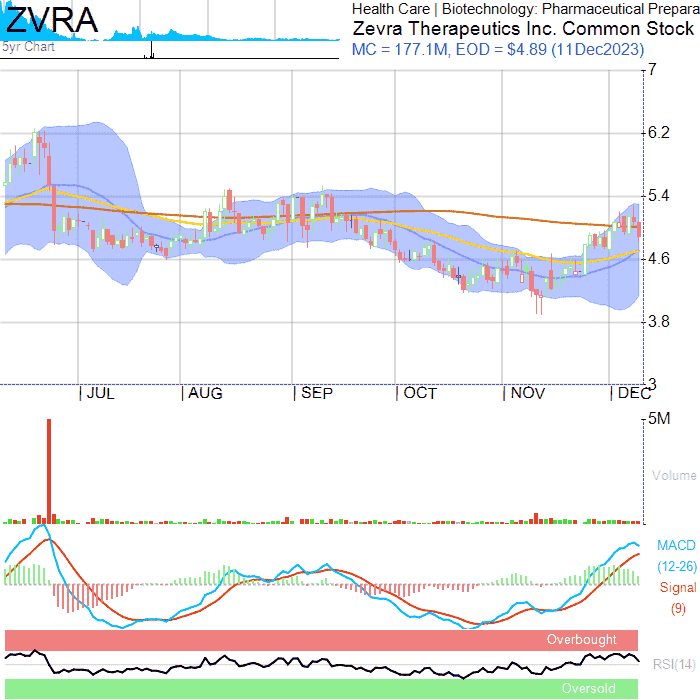 ZVRA
5yr Chart
Health Care | Biotechnology: Pharmaceutical Prepara
Zevra Therapeutics Inc. Common Stock
MC = 177.1M, EOD = $4.89 (11Dec2023)
7
6.2
5.4
4.6
3.8
3
JUL
AUG
SEP
OCT
NOV
DEC
5M
Volume
MACD
(12-26)
Signal
(9)
Overbought
RSI(14)
Oversold